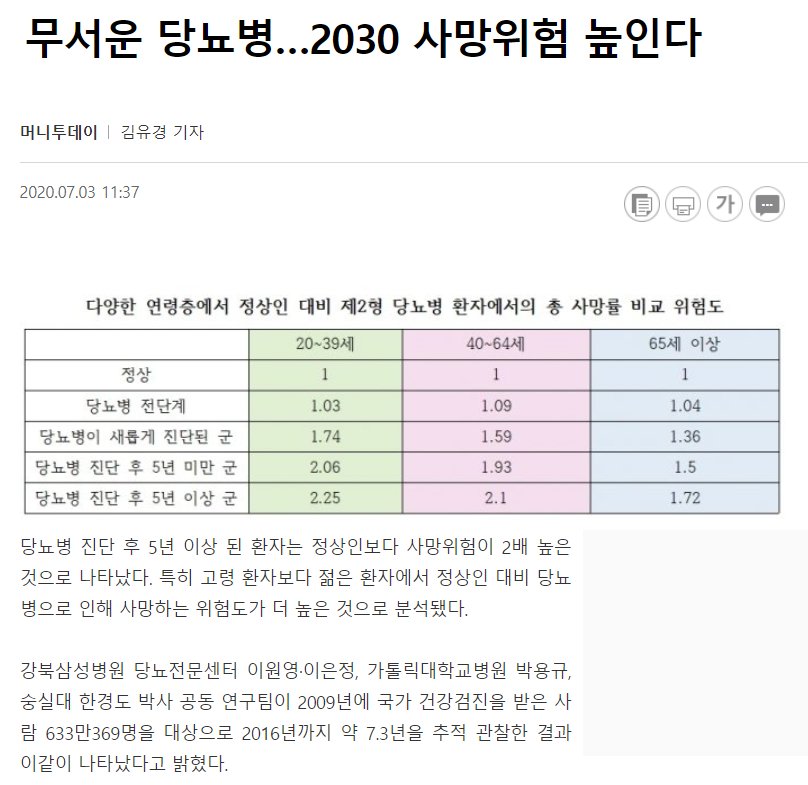 무서운 당뇨병…2030 사망위험 높인다
머니투데이 | 김유경 기자
2020.07.03 11:37
가
다양한 연령층에서 정상인 대비 제2형 당뇨병 환자에서의 총 사망률 비교 위험도
20~39세 40~64세 65세 이상
정상 1 1 1
당뇨병 전단계 1.03 1.09 1.04
당뇨병이 새롭게 진단된 군 1.74 1.59 1.36
당뇨병 진단 후 5년 미만 군 2.06 1.93 1.5
당뇨병 진단 후 5년 이상 군 2.25 2.1 1.72
당뇨병 진단 후 5년 이상 된 환자는 정상인보다 사망위험이 2배 높은
것으로 나타났다. 특히 고령 환자보다 젊은 환자에서 정상인 대비 당뇨
병으로 인해 사망하는 위험도가 더 높은 것으로 분석됐다.
강북삼성병원 당뇨전문센터 이원영·이은정, 가톨릭대학교병원 박용규,
숭실대 한경도 박사 공동 연구팀이 2009년에 국가 건강검진을 받은 사
람 633만369명을 대상으로 2016년까지 약 7.3년을 추적 관찰한 결과
이같이 나타났다고 밝혔다.